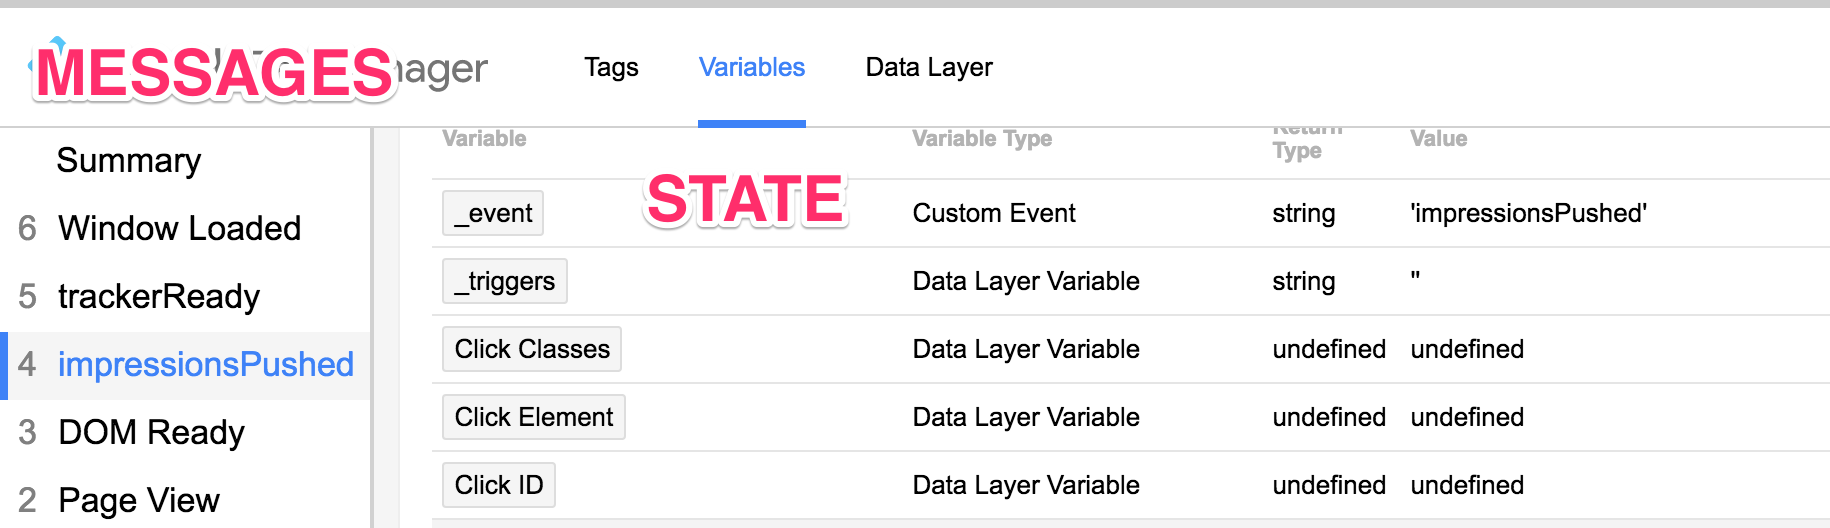 MESSAGES nager
Tags
Variables
Data Layer
Summary
6 Window Loaded
5 trackerReady
4 impressionsPushed
3 DOM Ready
2 Page View
Variable Variable Type Return Type Value
STATE
_event Custom Event string 'impressionsPushed'
_triggers Data Layer Variable string ''
Click Classes Data Layer Variable undefined undefined
Click Element Data Layer Variable undefined undefined
Click ID Data Layer Variable undefined undefined